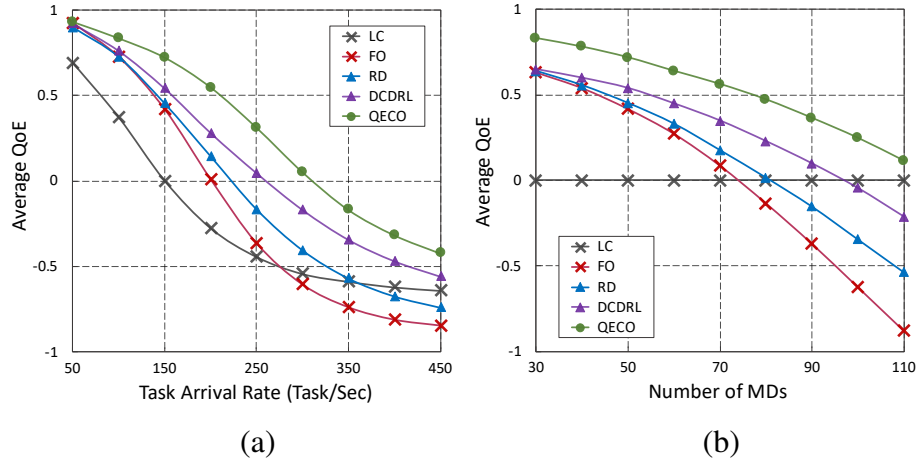 Average QoE
1
0.5
0
-0.5
-1
50
150
250
350
450
Task Arrival Rate (Task/Sec)
LC
FO
RD
DCDRL
QECO
(a)
Average QoE
1
0.5
0
-0.5
-1
30
50
70
90
110
Number of MDs
LC
FO
RD
DCDRL
QECO
(b)